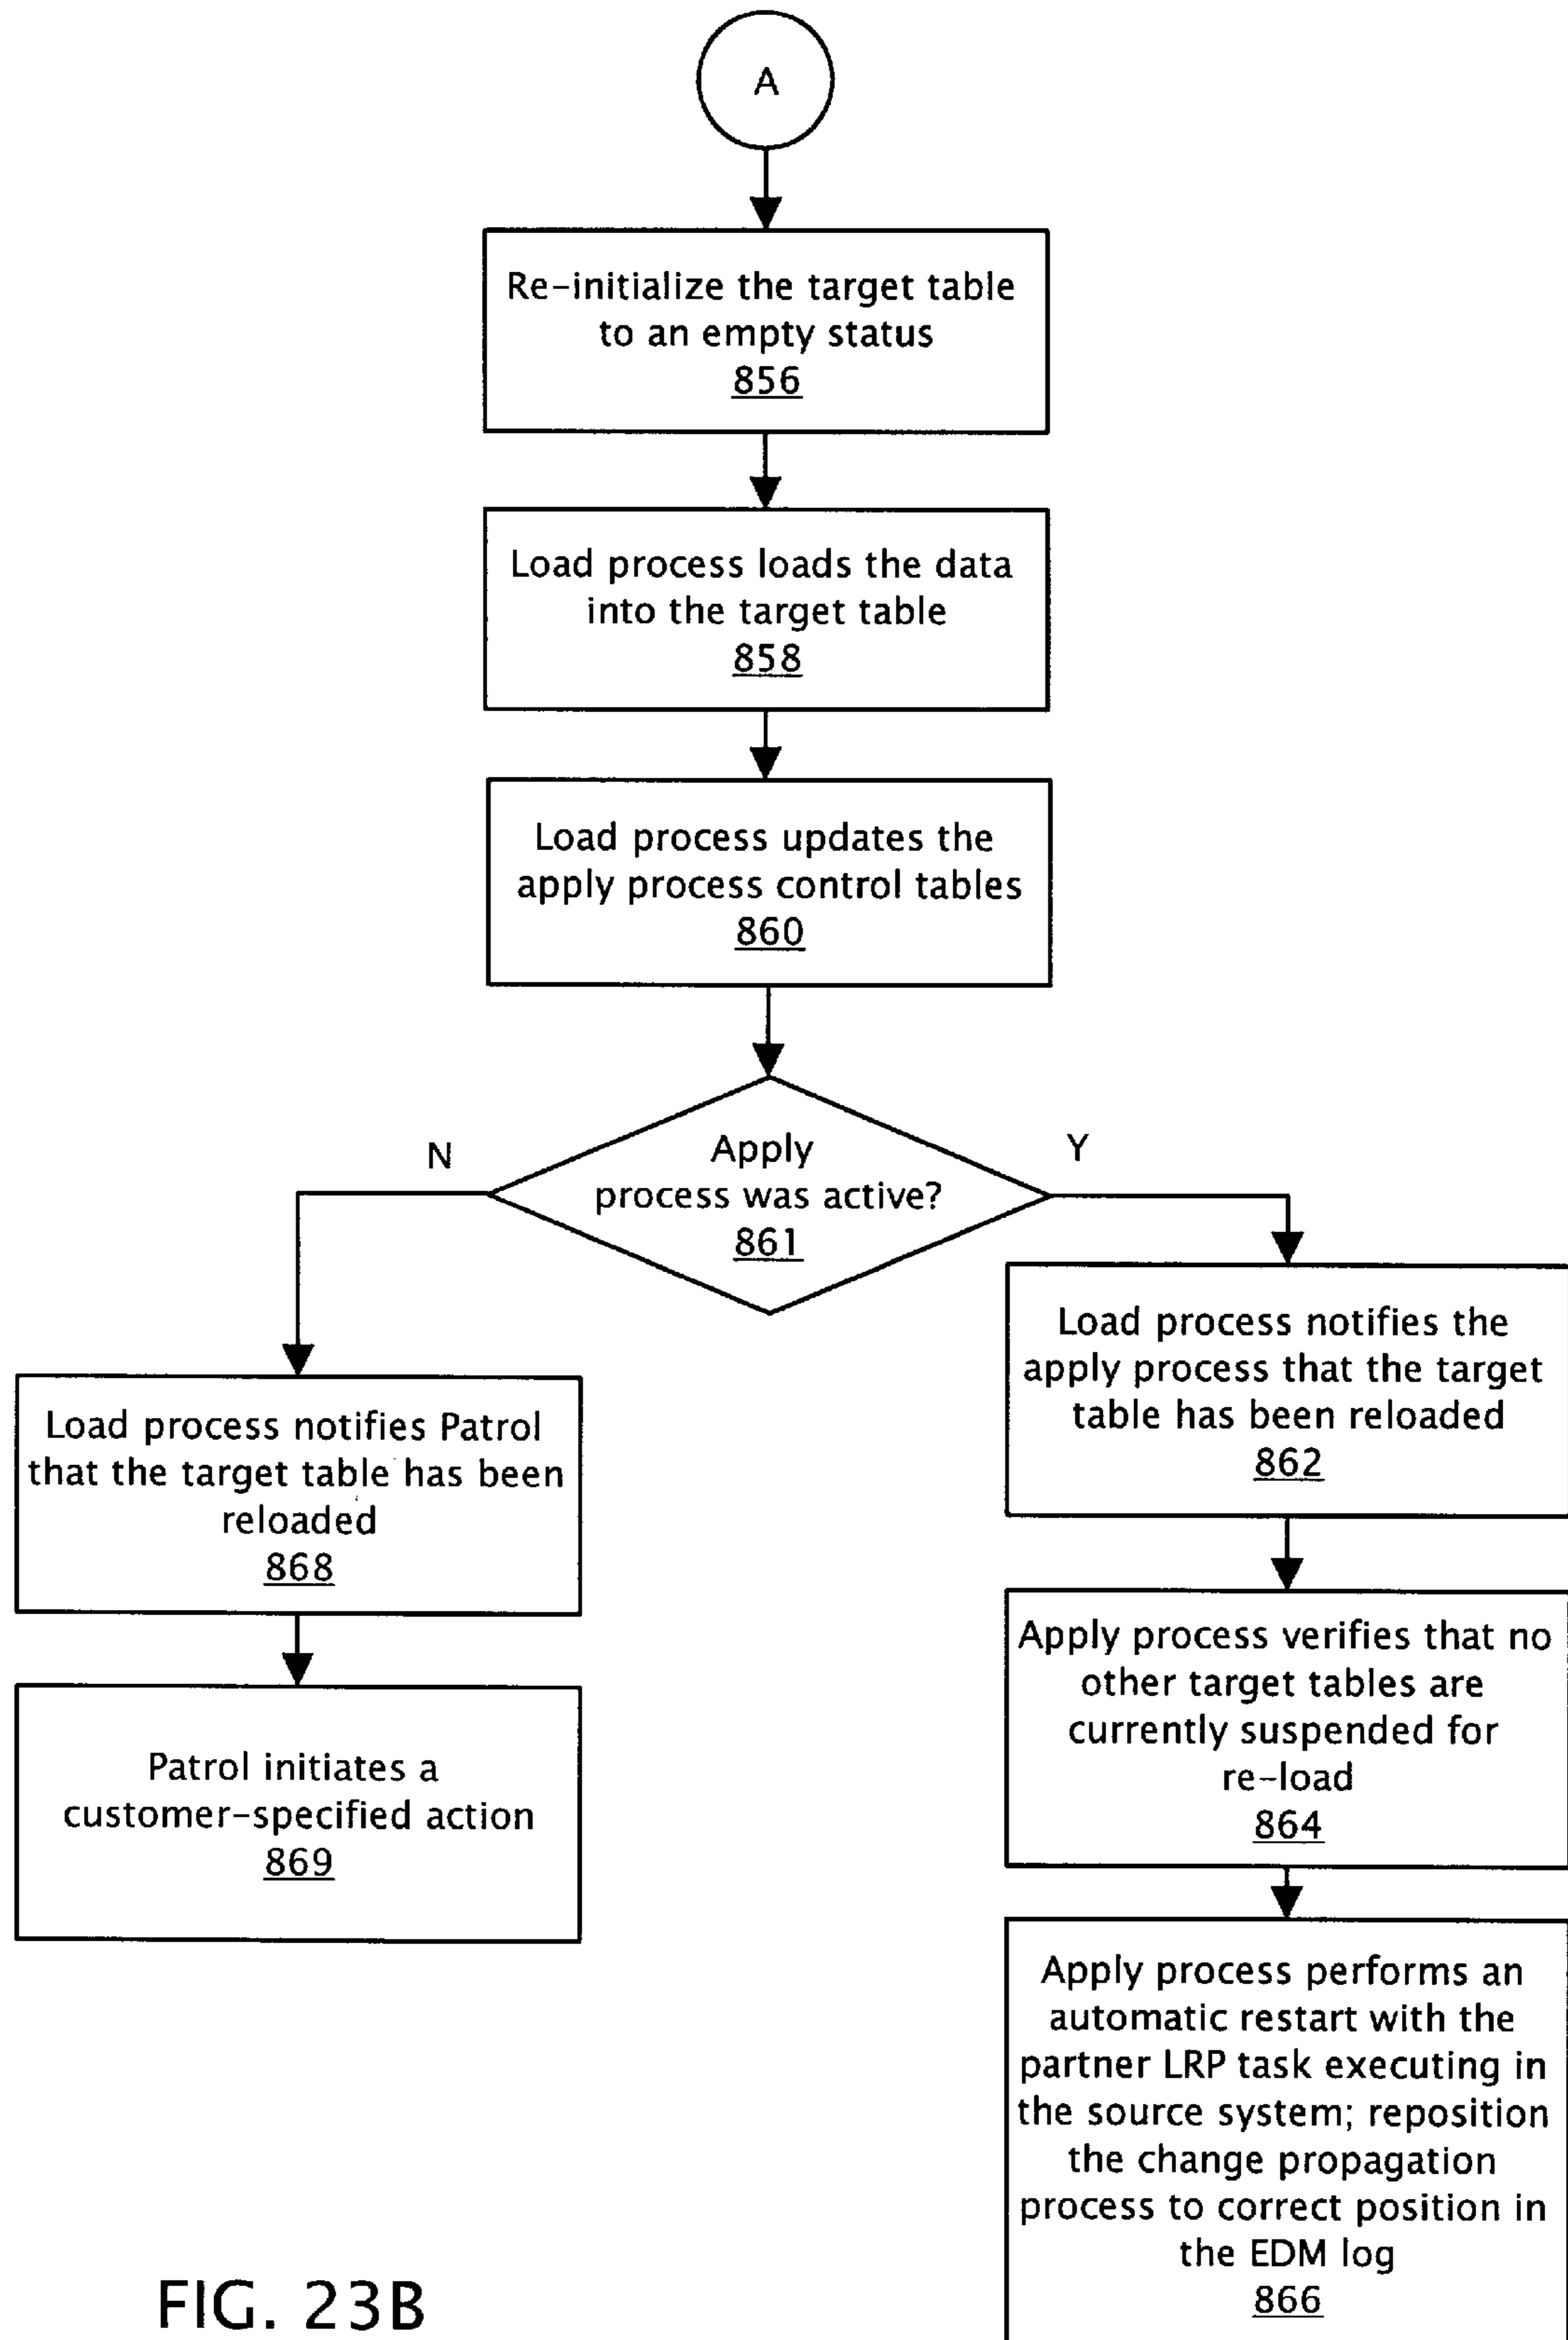 A
Re-initialize the target table
to an empty status
856
Load process loads the data
into the target table
858
Load process updates the
apply process control tables
860
Apply
process was active?
861
N
Y
Load process notifies Patrol
that the target table has been
reloaded
868
Patrol initiates a
customer-specified action
869
Load process notifies the
apply process that the target
table has been reloaded
862
Apply process verifies that no
other target tables are
currently suspended for
re-load
864
Apply process performs an
automatic restart with the
partner LRP task executing in
the source system; reposition
the change propagation
process to correct position in
the EDM log
866
FIG. 23B